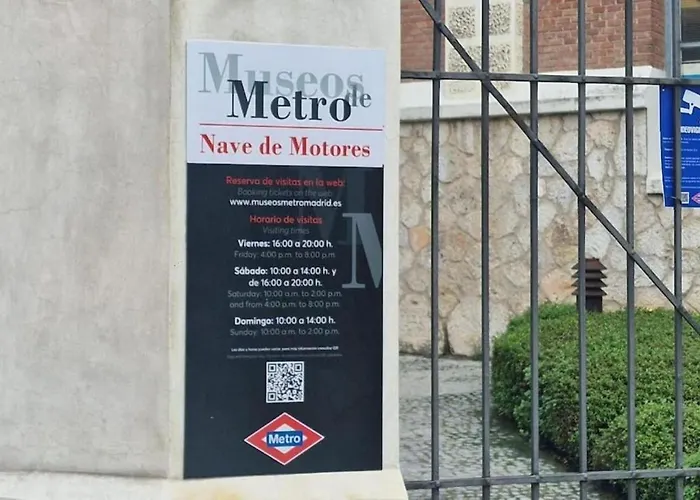 Museos
de
Metro
Nave de Motores
Reserva de visitas en la web:
Booking tickets on the web:
www.museosmetromadrid.es
Horario de visitas
Visiting times
Viernes: 16:00 a 20:00 h.
Friday: 4:00 p.m. to 8:00 p.m.
Sábado: 10:00 a 14:00 h. y
de 16:00 a 20:00 h.
Saturday: 10:00 a.m. to 2:00 p.m.
and from 4:00 p.m. to 8:00 p.m.
Domingo: 10:00 a 14:00 h.
Sunday: 10:00 a.m. to 2:00 p.m.
M
Metro